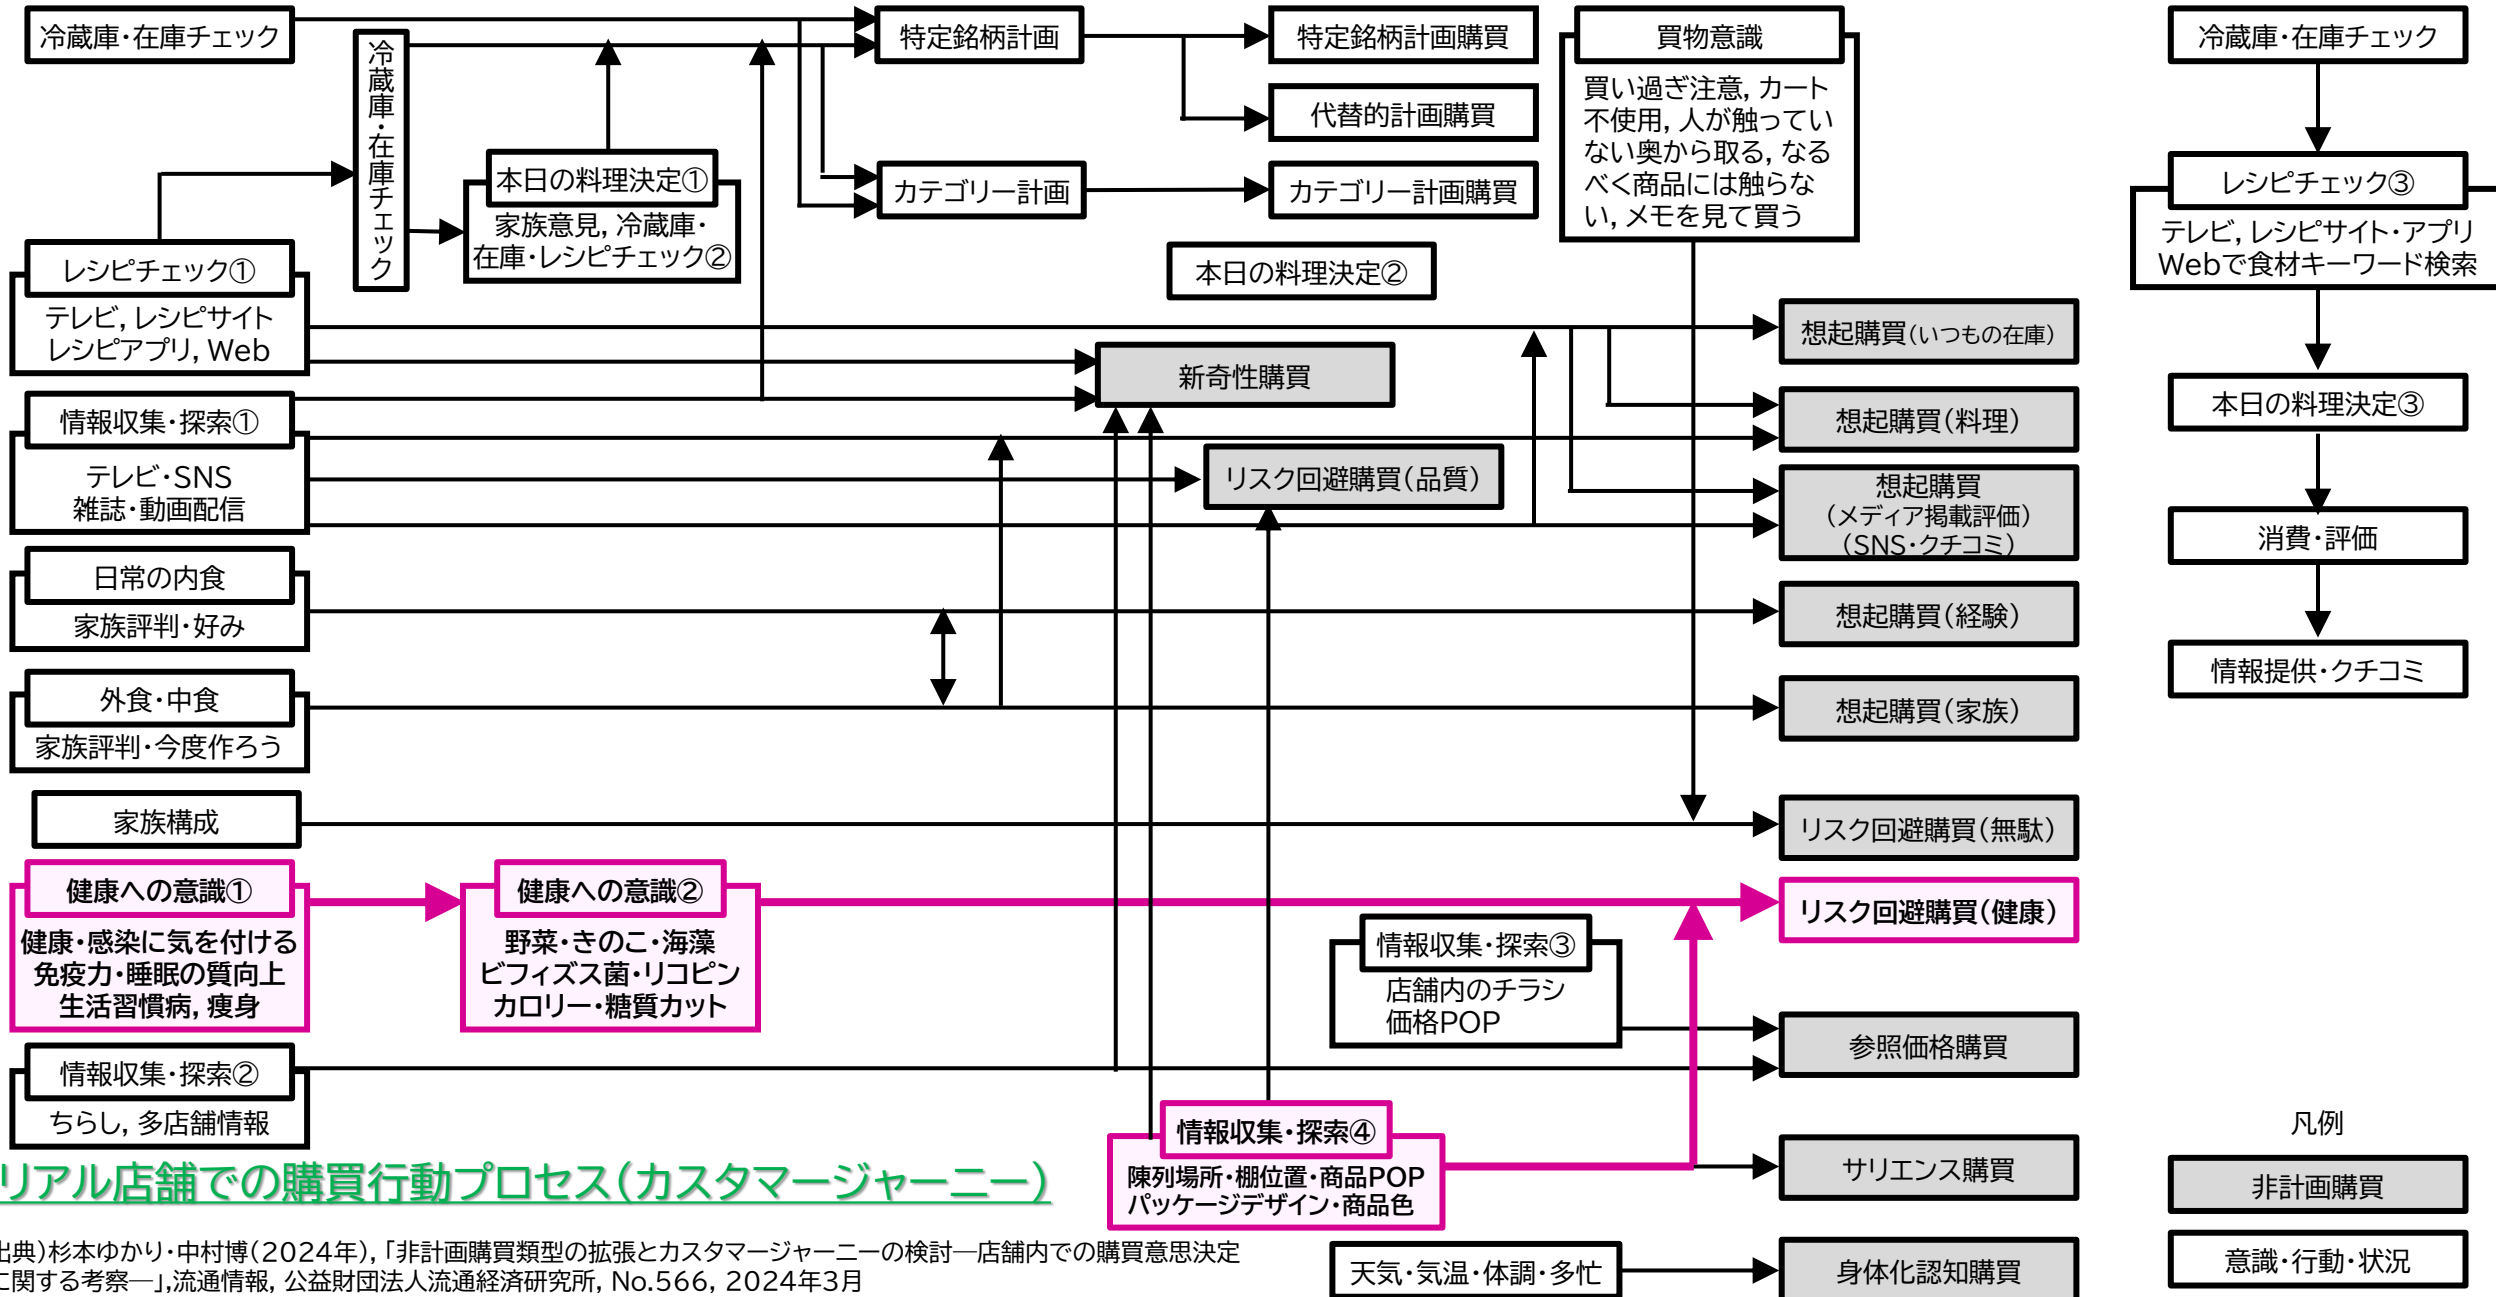 冷蔵庫・在庫チェック
特定銘柄計画
特定銘柄計画購買
買物意識
冷蔵庫・在庫チェック
冷蔵庫・在庫チェック
買い過ぎ注意, カート
不使用, 人が触ってい
ない奥から取る, なる
べく商品には触らな
い, メモを見て買う
代替的計画購買
本日の料理決定①
家族意見, 冷蔵庫・
在庫・レシピチェック②
カテゴリー計画
カテゴリー計画購買
レシピチェック③
テレビ, レシピサイト・アプリ
Webで食材キーワード検索
本日の料理決定②
レシピチェック①
テレビ, レシピサイト
レシピアプリ, Web
想起購買(いつもの在庫)
新奇性購買
本日の料理決定③
情報収集・探索①
テレビ・SNS
雑誌・動画配信
想起購買(料理)
リスク回避購買(品質)
想起購買
(メディア掲載評価)
(SNS・クチコミ)
消費・評価
日常の内食
家族評判・好み
想起購買(経験)
情報提供・クチコミ
外食・中食
家族評判・今度作ろう
想起購買(家族)
家族構成
リスク回避購買(無駄)
健康への意識①
健康・感染に気を付ける
免疫力・睡眠の質向上
生活習慣病, 痩身
健康への意識②
野菜・きのこ・海藻
ビフィズス菌・リコピン
カロリー・糖質カット
リスク回避購買(健康)
情報収集・探索③
店舗内のチラシ
価格POP
参照価格購買
情報収集・探索②
ちらし, 多店舗情報
情報収集・探索④
陳列場所・棚位置・商品POP
パッケージデザイン・商品色
サリエンス購買
凡例
非計画購買
意識・行動・状況
リアル店舗での購買行動プロセス(カスタマージャーニー)
出典)杉本ゆかり・中村博(2024年), 「非計画購買類型の拡張とカスタマージャーニーの検討―店舗内での購買意思決定
に関する考察―」,流通情報, 公益財団法人流通経済研究所, No.566, 2024年3月
天気・気温・体調・多忙
身体化認知購買